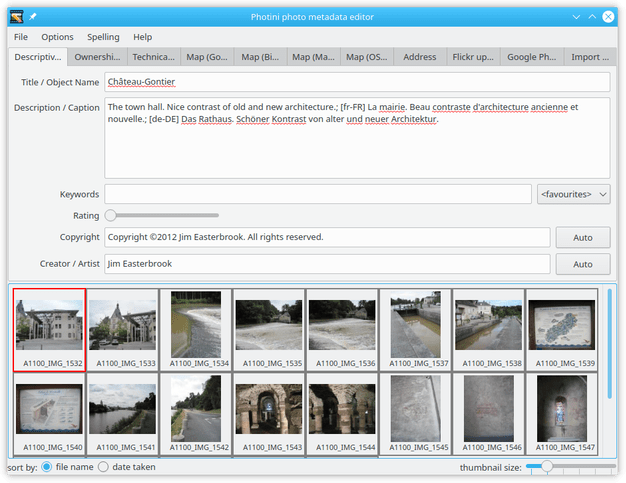 Photini photo metadata editor
File Options Spelling Help
Descriptiv... Ownershi... Technica... Map (Go... Map (Bi... Map (Ma... Map (OS... Address Flickr up... Google Ph... Import ...
Title / Object Name Château-Gontier
Description / Caption The town hall. Nice contrast of old and new architecture.; [fr-FR] La mairie. Beau contraste d'architecture ancienne et
nouvelle.; [de-DE] Das Rathaus. Schöner Kontrast von alter und neuer Architektur.
Keywords <favourites>
Rating
Copyright Copyright ©2012 Jim Easterbrook. All rights reserved. Auto
Creator / Artist Jim Easterbrook Auto
A1100_IMG_1532 A1100_IMG_1533 A1100_IMG_1534 A1100_IMG_1535 A1100_IMG_1536 A1100_IMG_1537 A1100_IMG_1538 A1100_IMG_1539
A1100_IMG_1540 A1100_IMG_1541 A1100_IMG_1542 A1100_IMG_1543 A1100_IMG_1544 A1100_IMG_1545 A1100_IMG_1546 A1100_IMG_1547
sort by: file name date taken thumbnail size: